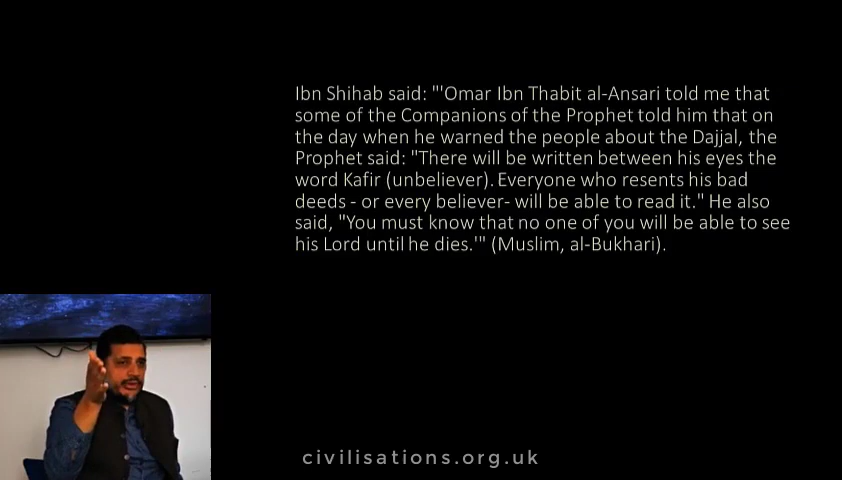 Ibn Shihab said: "'Omar Ibn Thabit al-Ansari told me that
some of the Companions of the Prophet told him that on
the day when he warned the people about the Dajjal, the
Prophet said: "There will be written between his eyes the
word Kafir (unbeliever). Everyone who resents his bad
deeds - or every believer- will be able to read it." He also
said, "You must know that no one of you will be able to see
his Lord until he dies.'" (Muslim, al-Bukhari).
civilisations.org.uk